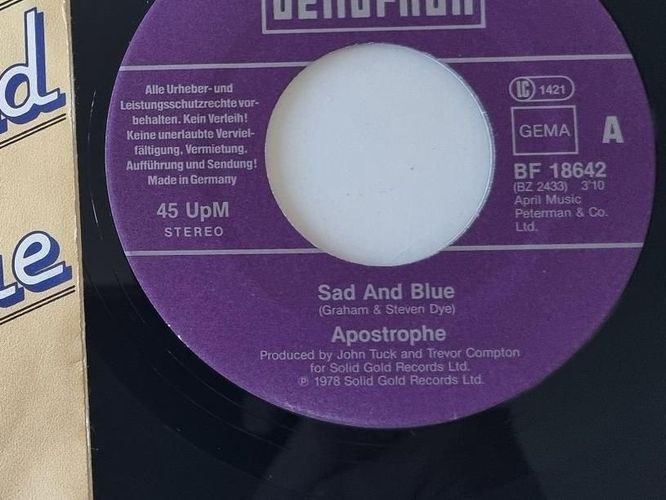 Alle Urheber- und
Leistungsschutzrechte vor-
behalten. Kein Verleih!
Keine unerlaubte Verviel-
fältigung, Vermietung,
Aufführung und Sendung!
Made in Germany
45 UpM
STEREO
LC 1421
GEMA
A
BF 18642
(BZ 2433) 3'10
April Music
Peterman & Co.
Ltd.
Sad And Blue
(Graham & Steven Dye)
Apostrophe
Produced by John Tuck and Trevor Compton
for Solid Gold Records Ltd.
℗ 1978 Solid Gold Records Ltd.